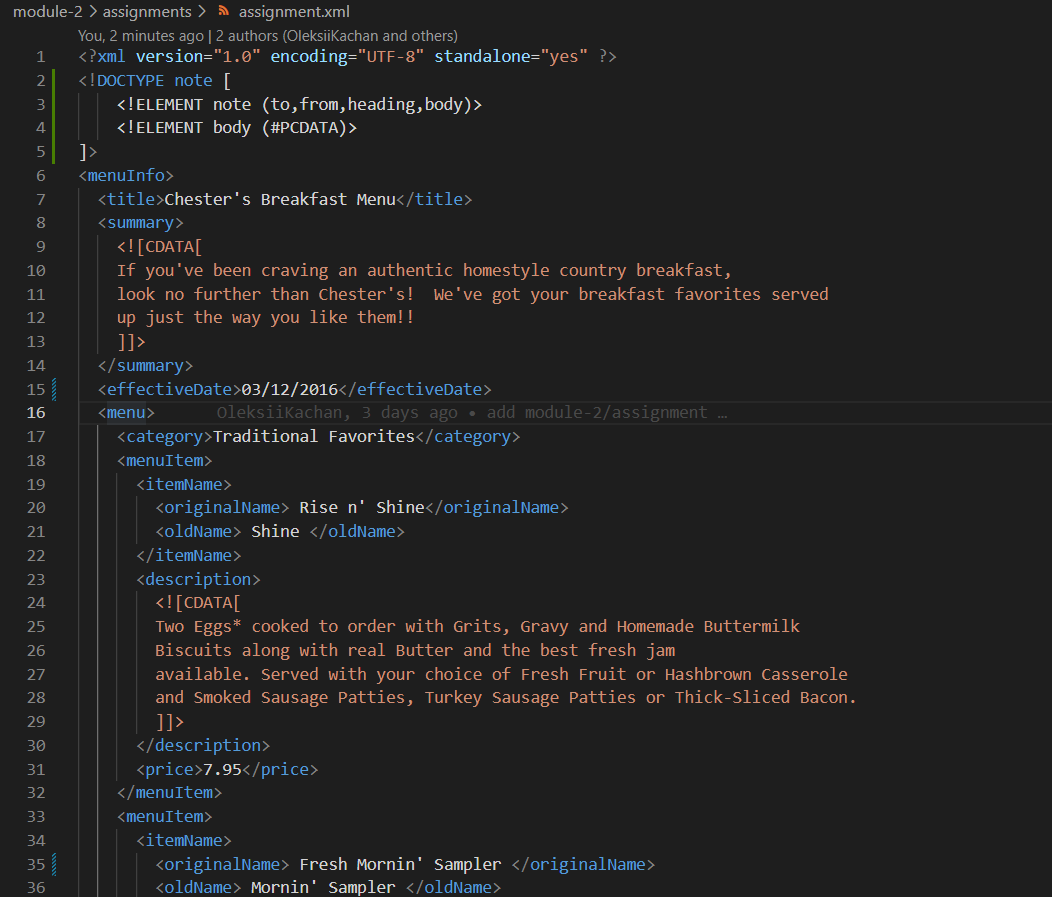 module-2 > assignments > assignment.xml
You, 2 minutes ago | 2 authors (OleksiiKachan and others)
1 <?xml version="1.0" encoding="UTF-8" standalone="yes" ?>
2 <!DOCTYPE note [
3     <!ELEMENT note (to,from,heading,body)>
4     <!ELEMENT body (#PCDATA)>
5 ]>
6 <menuInfo>
7   <title>Chester's Breakfast Menu</title>
8   <summary>
9     <![CDATA[
10     If you've been craving an authentic homestyle country breakfast,
11     look no further than Chester's!  We've got your breakfast favorites served
12     up just the way you like them!!
13     ]]>
14   </summary>
15   <effectiveDate>03/12/2016</effectiveDate>
16   <menu>      OleksiiKachan, 3 days ago • add module-2/assignment …
17     <category>Traditional Favorites</category>
18     <menuItem>
19       <itemName>
20         <originalName> Rise n' Shine</originalName>
21         <oldName> Shine </oldName>
22       </itemName>
23       <description>
24         <![CDATA[
25         Two Eggs* cooked to order with Grits, Gravy and Homemade Buttermilk
26         Biscuits along with real Butter and the best fresh jam
27         available. Served with your choice of Fresh Fruit or Hashbrown Casserole
28         and Smoked Sausage Patties, Turkey Sausage Patties or Thick-Sliced Bacon.
29         ]]>
30       </description>
31       <price>7.95</price>
32     </menuItem>
33     <menuItem>
34       <itemName>
35         <originalName> Fresh Mornin' Sampler </originalName>
36         <oldName> Mornin' Sampler </oldName>